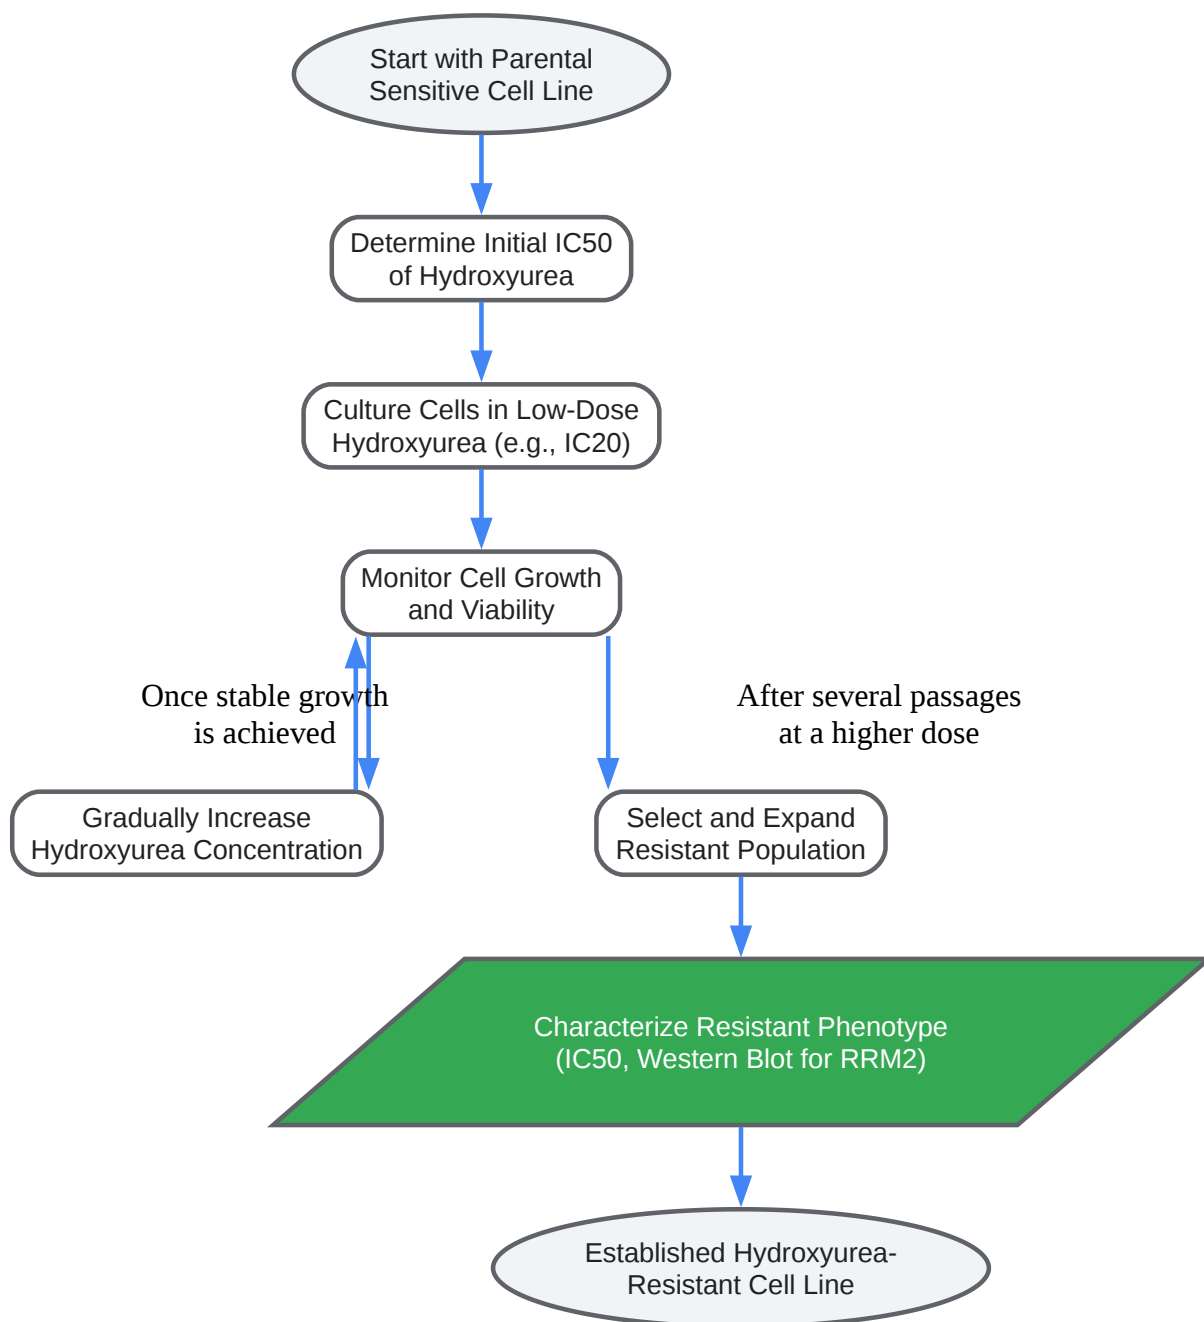 Start with Parental
Sensitive Cell Line
Determine Initial IC50
of Hydroxyurea
Culture Cells in Low-Dose
Hydroxyurea (e.g., IC20)
Monitor Cell Growth
and Viability
Once stable growth
is achieved
After several passages
at a higher dose
Gradually Increase
Hydroxyurea Concentration
Select and Expand
Resistant Population
Characterize Resistant Phenotype
(IC50, Western Blot for RRM2)
Established Hydroxyurea-
Resistant Cell Line